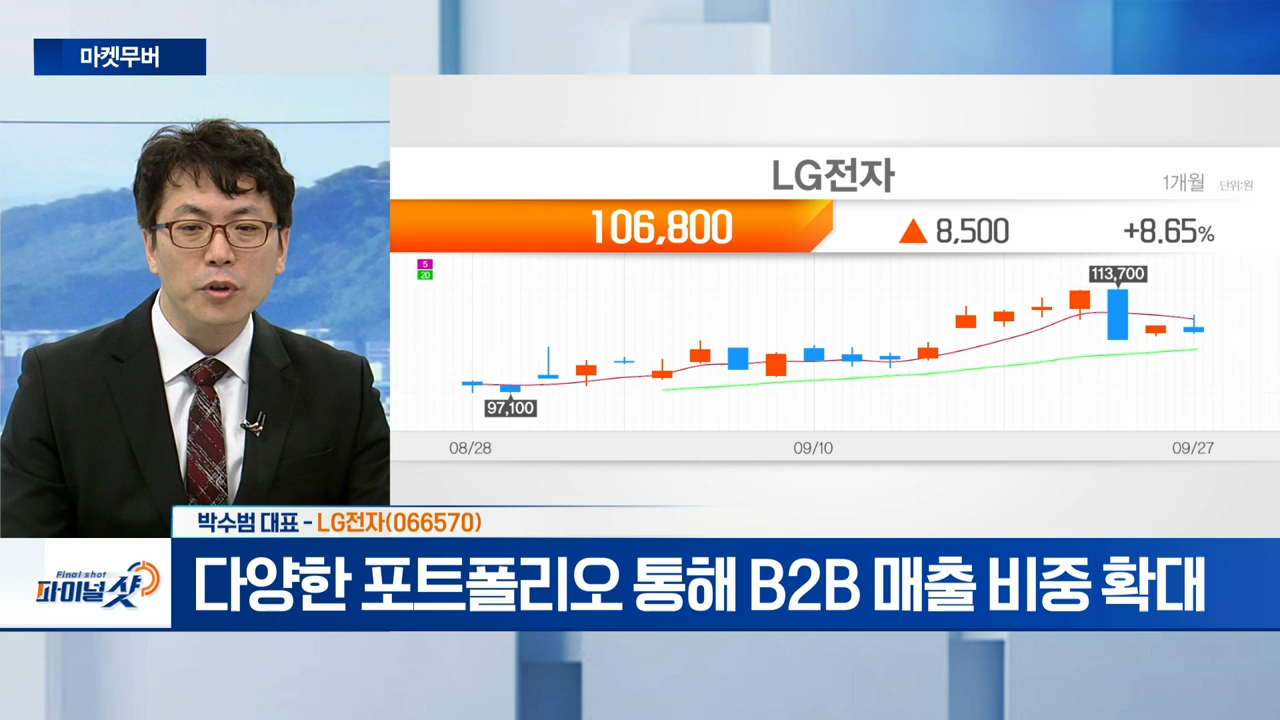 마켓무버
LG전자
1개월 단위:원
106,800 ▲ 8,500 +8.65%
5
20
113,700
97,100
08/28 09/10 09/27
박수범 대표 - LG전자(066570)
Final shot
파이널샷
다양한 포트폴리오 통해 B2B 매출 비중 확대